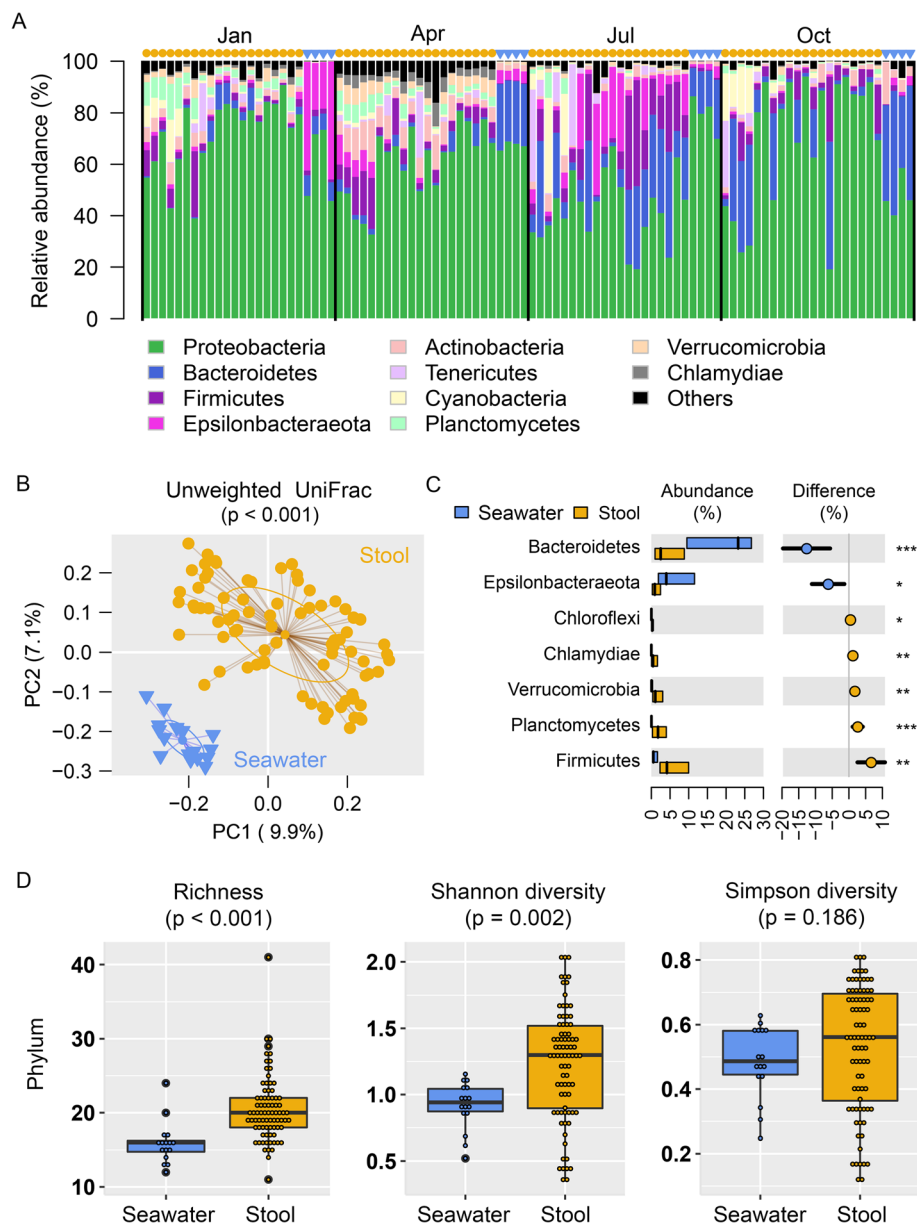 A
Jan Apr Jul Oct
Relative abundance (%)
100
80
60
40
20
0
Proteobacteria Actinobacteria Verrucomicrobia
Bacteroidetes Tenericutes Chlamydiae
Firmicutes Cyanobacteria Others
Epsilonbacteraeota Planctomycetes
B
Unweighted UniFrac
(p < 0.001)
Stool
Seawater
PC2 (7.1%)
0.2
0.1
0.0
−0.1
−0.2
−0.3
−0.2 0.0 0.2
PC1 ( 9.9%)
C
Seawater Stool
Abundance
(%)
Difference
(%)
Bacteroidetes ***
Epsilonbacteraeota *
Chloroflexi *
Chlamydiae **
Verrucomicrobia **
Planctomycetes ***
Firmicutes **
0 5 10 15 20 25 30
−20 −10 0 10
D
Phylum
Richness
(p < 0.001)
40
30
20
10
Seawater Stool
Shannon diversity
(p = 0.002)
2.0
1.5
1.0
0.5
Seawater Stool
Simpson diversity
(p = 0.186)
0.8
0.6
0.4
0.2
Seawater Stool